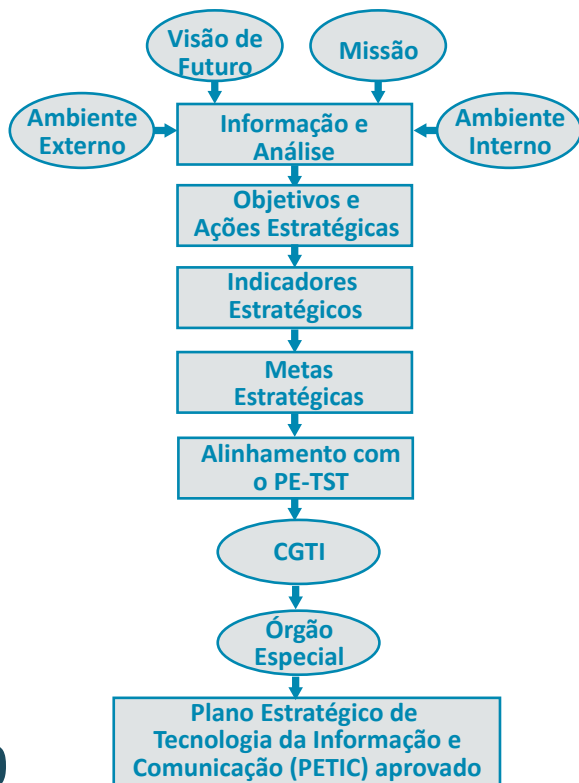 Visão de
Futuro
Missão
Ambiente
Externo
Informação e
Análise
Ambiente
Interno
Objetivos e
Ações Estratégicas
Indicadores
Estratégicos
Metas
Estratégicas
Alinhamento com
o PE-TST
CGTI
Órgão
Especial
Plano Estratégico de
Tecnologia da Informação e
Comunicação (PETIC) aprovado